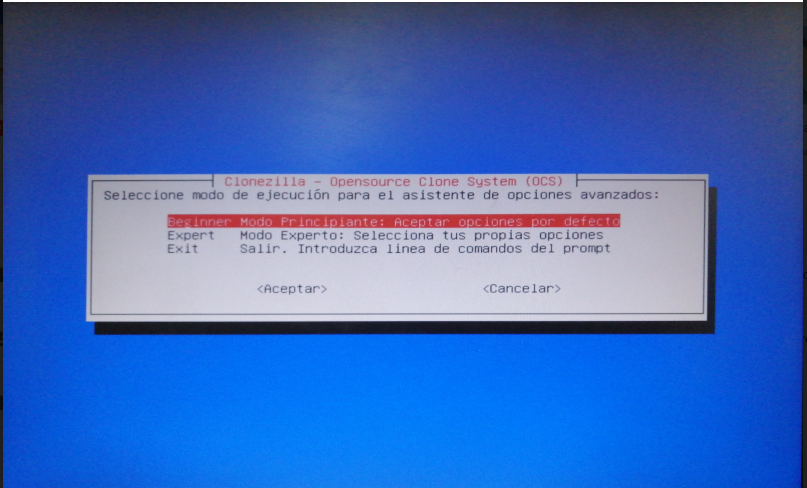 Clonezilla - Opensource Clone System (OCS)
Seleccione modo de ejecución para el asistente de opciones avanzados:
Beginner Modo Principiante: Aceptar opciones por defecto
Expert Modo Experto: Selecciona tus propias opciones
Exit Salir. Introduzca linea de comandos del prompt
<Aceptar> <Cancelar>